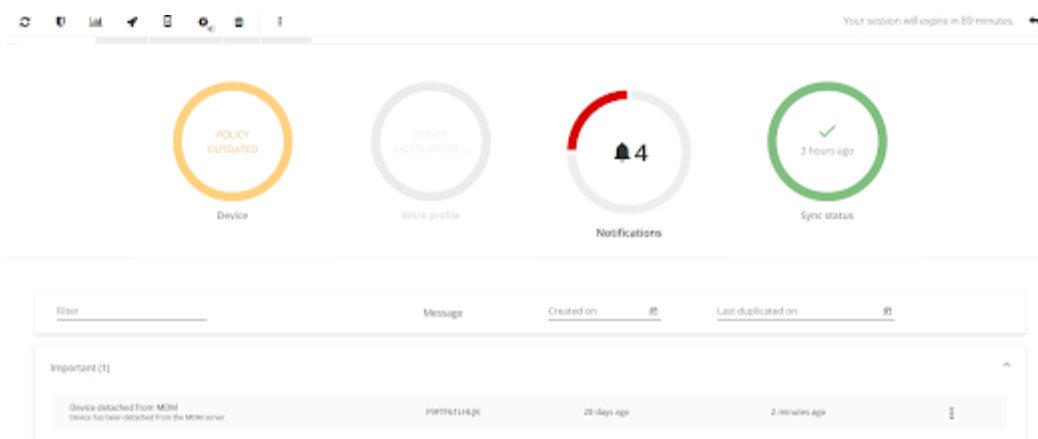 Your session will expire in 89 minutes.
POLICY
OUTDATED
Device
POLICY
NOT SUPPORT...
Work profile
4
Notifications
3 hours ago
Sync status
Filter
Message
Created on
Last duplicated on
Important (1)
Device detached from MDM
Device has been detached from the MDM server
20 days ago
2 minutes ago